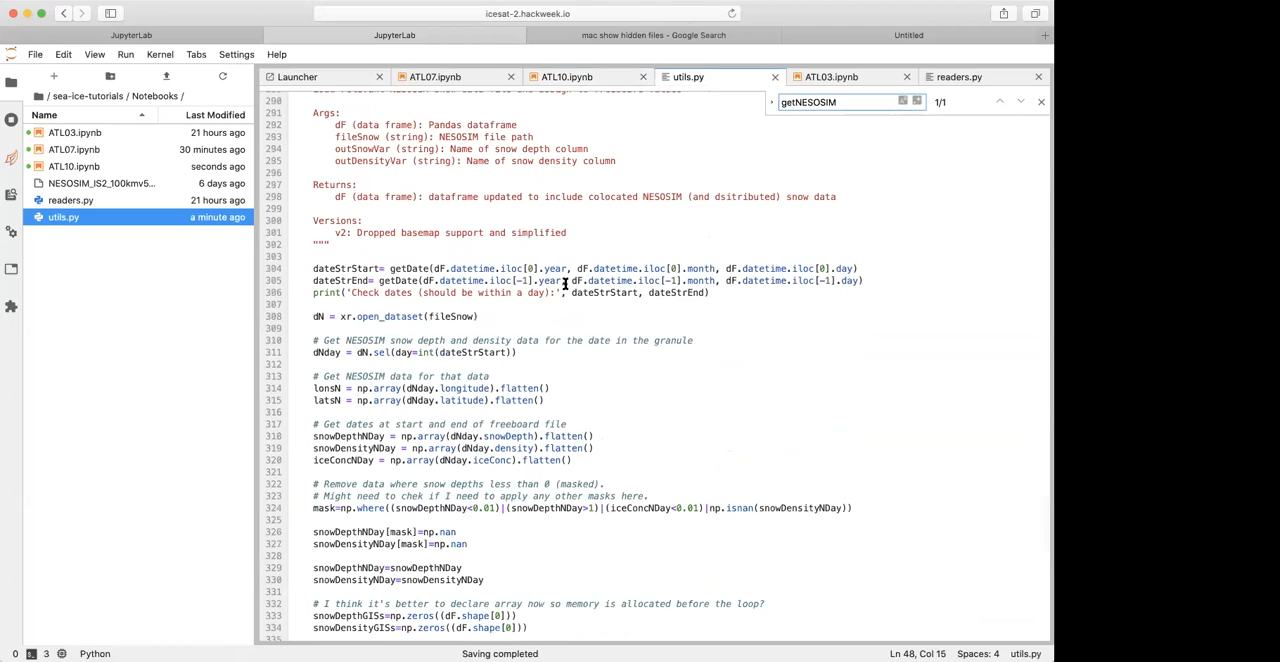 icesat-2.hackweek.io
JupyterLab
JupyterLab
mac show hidden files - Google Search
Untitled
File Edit View Run Kernel Tabs Settings Help
Launcher
ATL07.ipynb
ATL10.ipynb
utils.py
ATL03.ipynb
readers.py
/ sea-ice-tutorials / Notebooks /
Name Last Modified
ATL03.ipynb 21 hours ago
ATL07.ipynb 30 minutes ago
ATL10.ipynb seconds ago
NESOSIM_IS2_100kmv5... 6 days ago
readers.py 21 hours ago
utils.py a minute ago
getNESOSIM 1/1
290
291 Args:
292 dF (data frame): Pandas dataframe
293 fileSnow (string): NESOSIM file path
294 outSnowVar (string): Name of snow depth column
295 outDensityVar (string): Name of snow density column
296
297 Returns:
298 dF (data frame): dataframe updated to include colocated NESOSIM (and dsitributed) snow data
299
300 Versions:
301 v2: Dropped basemap support and simplified
302 """
303
304 dateStrStart= getDate(dF.datetime.iloc[0].year, dF.datetime.iloc[0].month, dF.datetime.iloc[0].day)
305 dateStrEnd= getDate(dF.datetime.iloc[-1].year, dF.datetime.iloc[-1].month, dF.datetime.iloc[-1].day)
306 print('Check dates (should be within a day):', dateStrStart, dateStrEnd)
307
308 dN = xr.open_dataset(fileSnow)
309
310 # Get NESOSIM snow depth and density data for the date in the granule
311 dNday = dN.sel(day=int(dateStrStart))
312
313 # Get NESOSIM data for that data
314 lonsN = np.array(dNday.longitude).flatten()
315 latsN = np.array(dNday.latitude).flatten()
316
317 # Get dates at start and end of freeboard file
318 snowDepthNDay = np.array(dNday.snowDepth).flatten()
319 snowDensityNDay = np.array(dNday.density).flatten()
320 iceConcNDay = np.array(dNday.iceConc).flatten()
321
322 # Remove data where snow depths less than 0 (masked).
323 # Might need to chek if I need to apply any other masks here.
324 mask=np.where((snowDepthNDay<0.01)|(snowDepthNDay>1)|(iceConcNDay<0.01)|np.isnan(snowDensityNDay))
325
326 snowDepthNDay[mask]=np.nan
327 snowDensityNDay[mask]=np.nan
328
329 snowDepthNDay=snowDepthNDay
330 snowDensityNDay=snowDensityNDay
331
332 # I think it's better to declare array now so memory is allocated before the loop?
333 snowDepthGISs=np.zeros((dF.shape[0]))
334 snowDensityGISs=np.zeros((dF.shape[0]))
335
0 3 Python Saving completed Ln 48, Col 15 Spaces: 4 utils.py